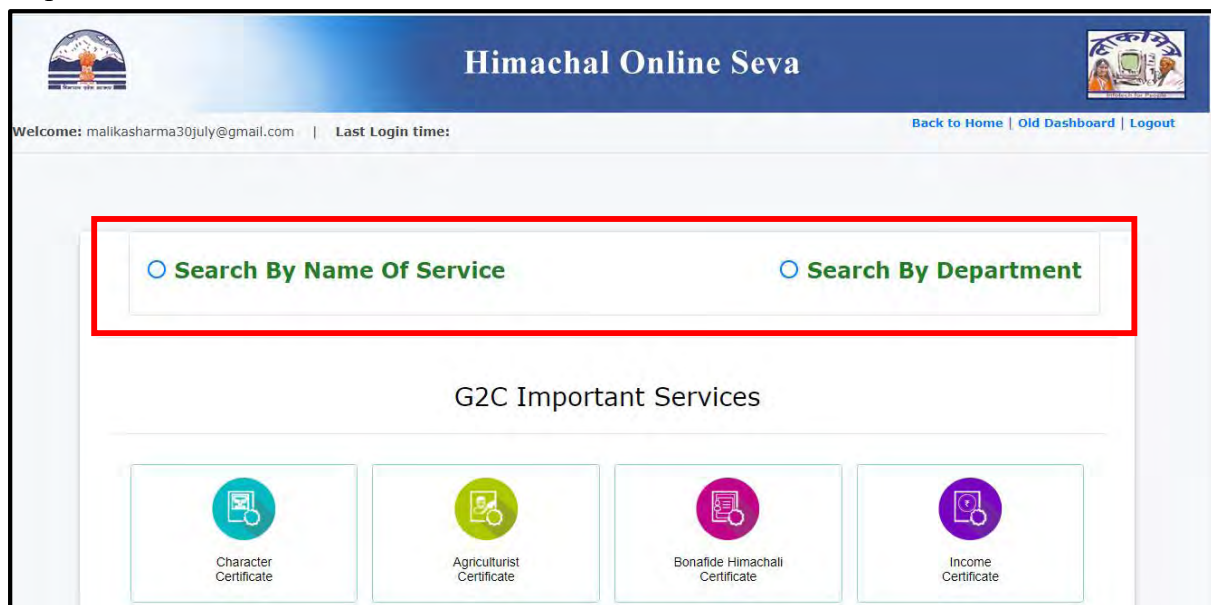 Himachal Online Seva
लोकमित्र
Welcome: malikasharma30july@gmail.com | Last Login time:
Back to Home | Old Dashboard | Logout
Search By Name Of Service
Search By Department
G2C Important Services
Character
Certificate
Agriculturist
Certificate
Bonafide Himachali
Certificate
Income
Certificate